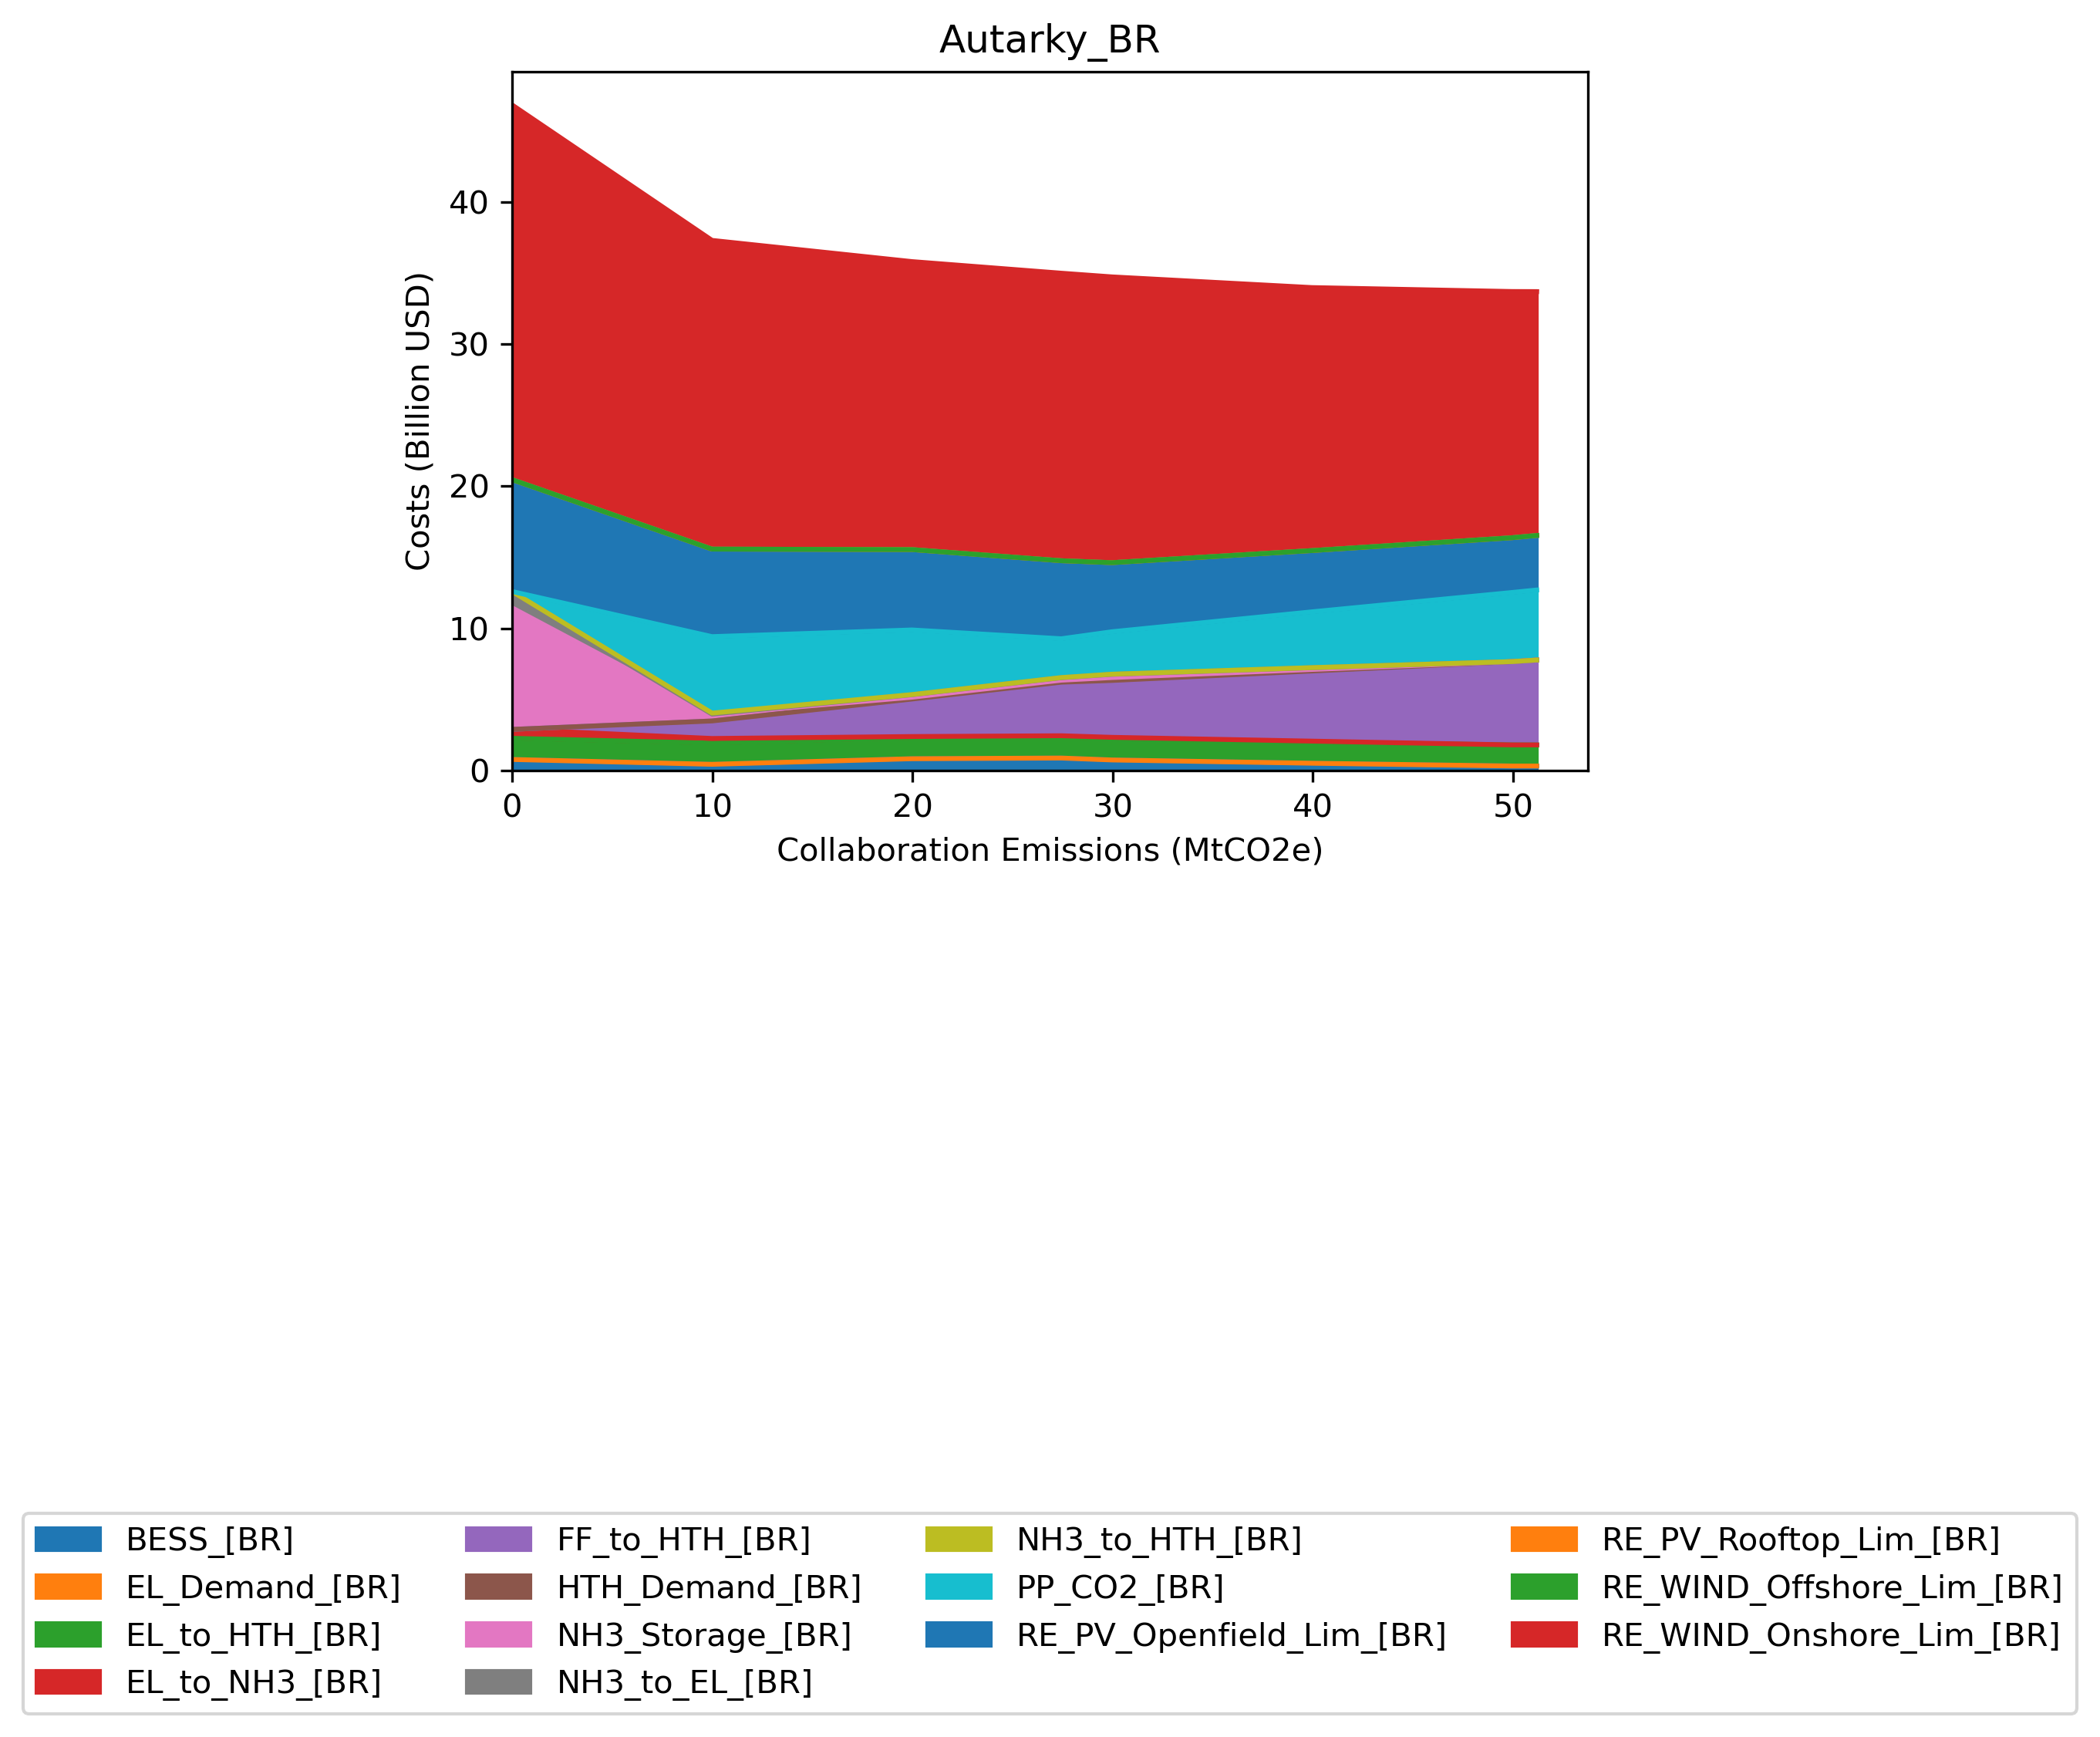 Autarky_BR
Costs (Billion USD)
40
30
20
10
0
0 10 20 30 40 50
Collaboration Emissions (MtCO2e)
BESS_[BR]
EL_Demand_[BR]
EL_to_HTH_[BR]
EL_to_NH3_[BR]
FF_to_HTH_[BR]
HTH_Demand_[BR]
NH3_Storage_[BR]
NH3_to_EL_[BR]
NH3_to_HTH_[BR]
PP_CO2_[BR]
RE_PV_Openfield_Lim_[BR]
RE_PV_Rooftop_Lim_[BR]
RE_WIND_Offshore_Lim_[BR]
RE_WIND_Onshore_Lim_[BR]